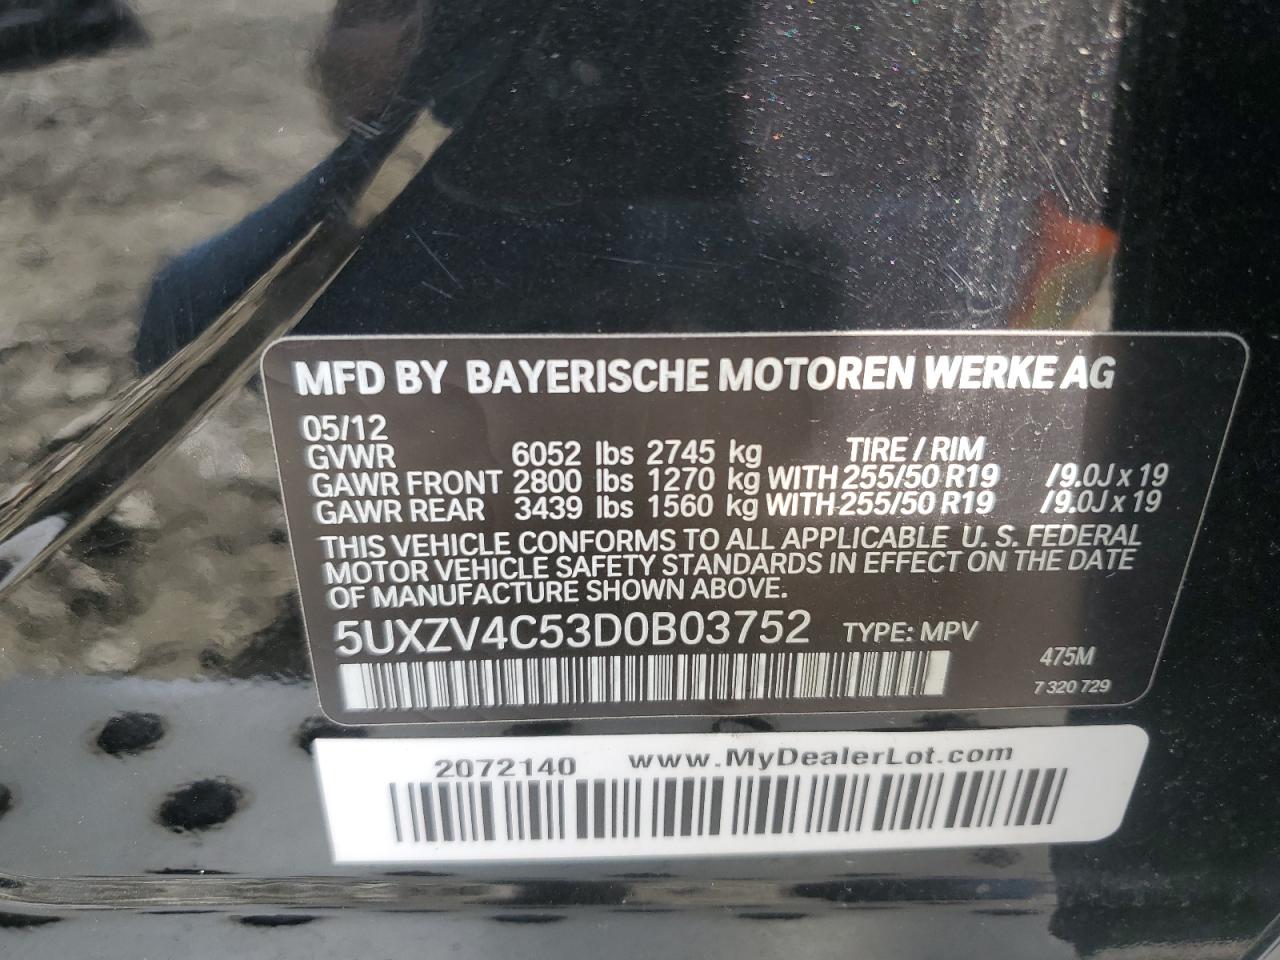 MFD BY BAYERISCHE MOTOREN WERKE AG
05/12
GVWR 6052 lbs 2745 kg TIRE / RIM
GAWR FRONT 2800 lbs 1270 kg WITH 255/50 R19 /9.0J x 19
GAWR REAR 3439 lbs 1560 kg WITH 255/50 R19 /9.0J x 19
THIS VEHICLE CONFORMS TO ALL APPLICABLE U. S. FEDERAL
MOTOR VEHICLE SAFETY STANDARDS IN EFFECT ON THE DATE
OF MANUFACTURE SHOWN ABOVE.
5UXZV4C53D0B03752 TYPE: MPV
475M
7 320 729
2072140 www.MyDealerLot.com